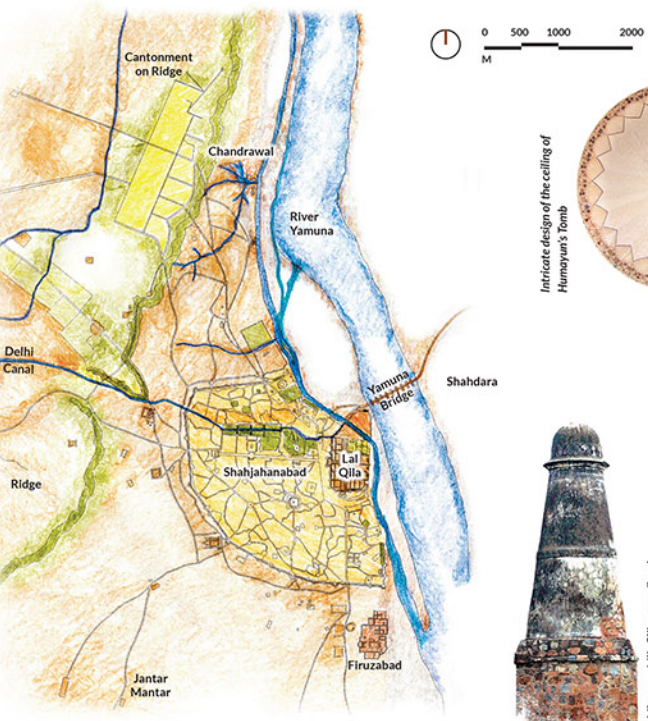 Cantonment
on Ridge
0 500 1000 2000
M
Chandrawal
Intricate design of the ceiling of
Humayun's Tomb
River
Yamuna
Delhi
Canal
Yamuna
Bridge
Shahdara
Shahjahanabad
Lal
Qila
Ridge
Firuzabad
Jantar
Mantar